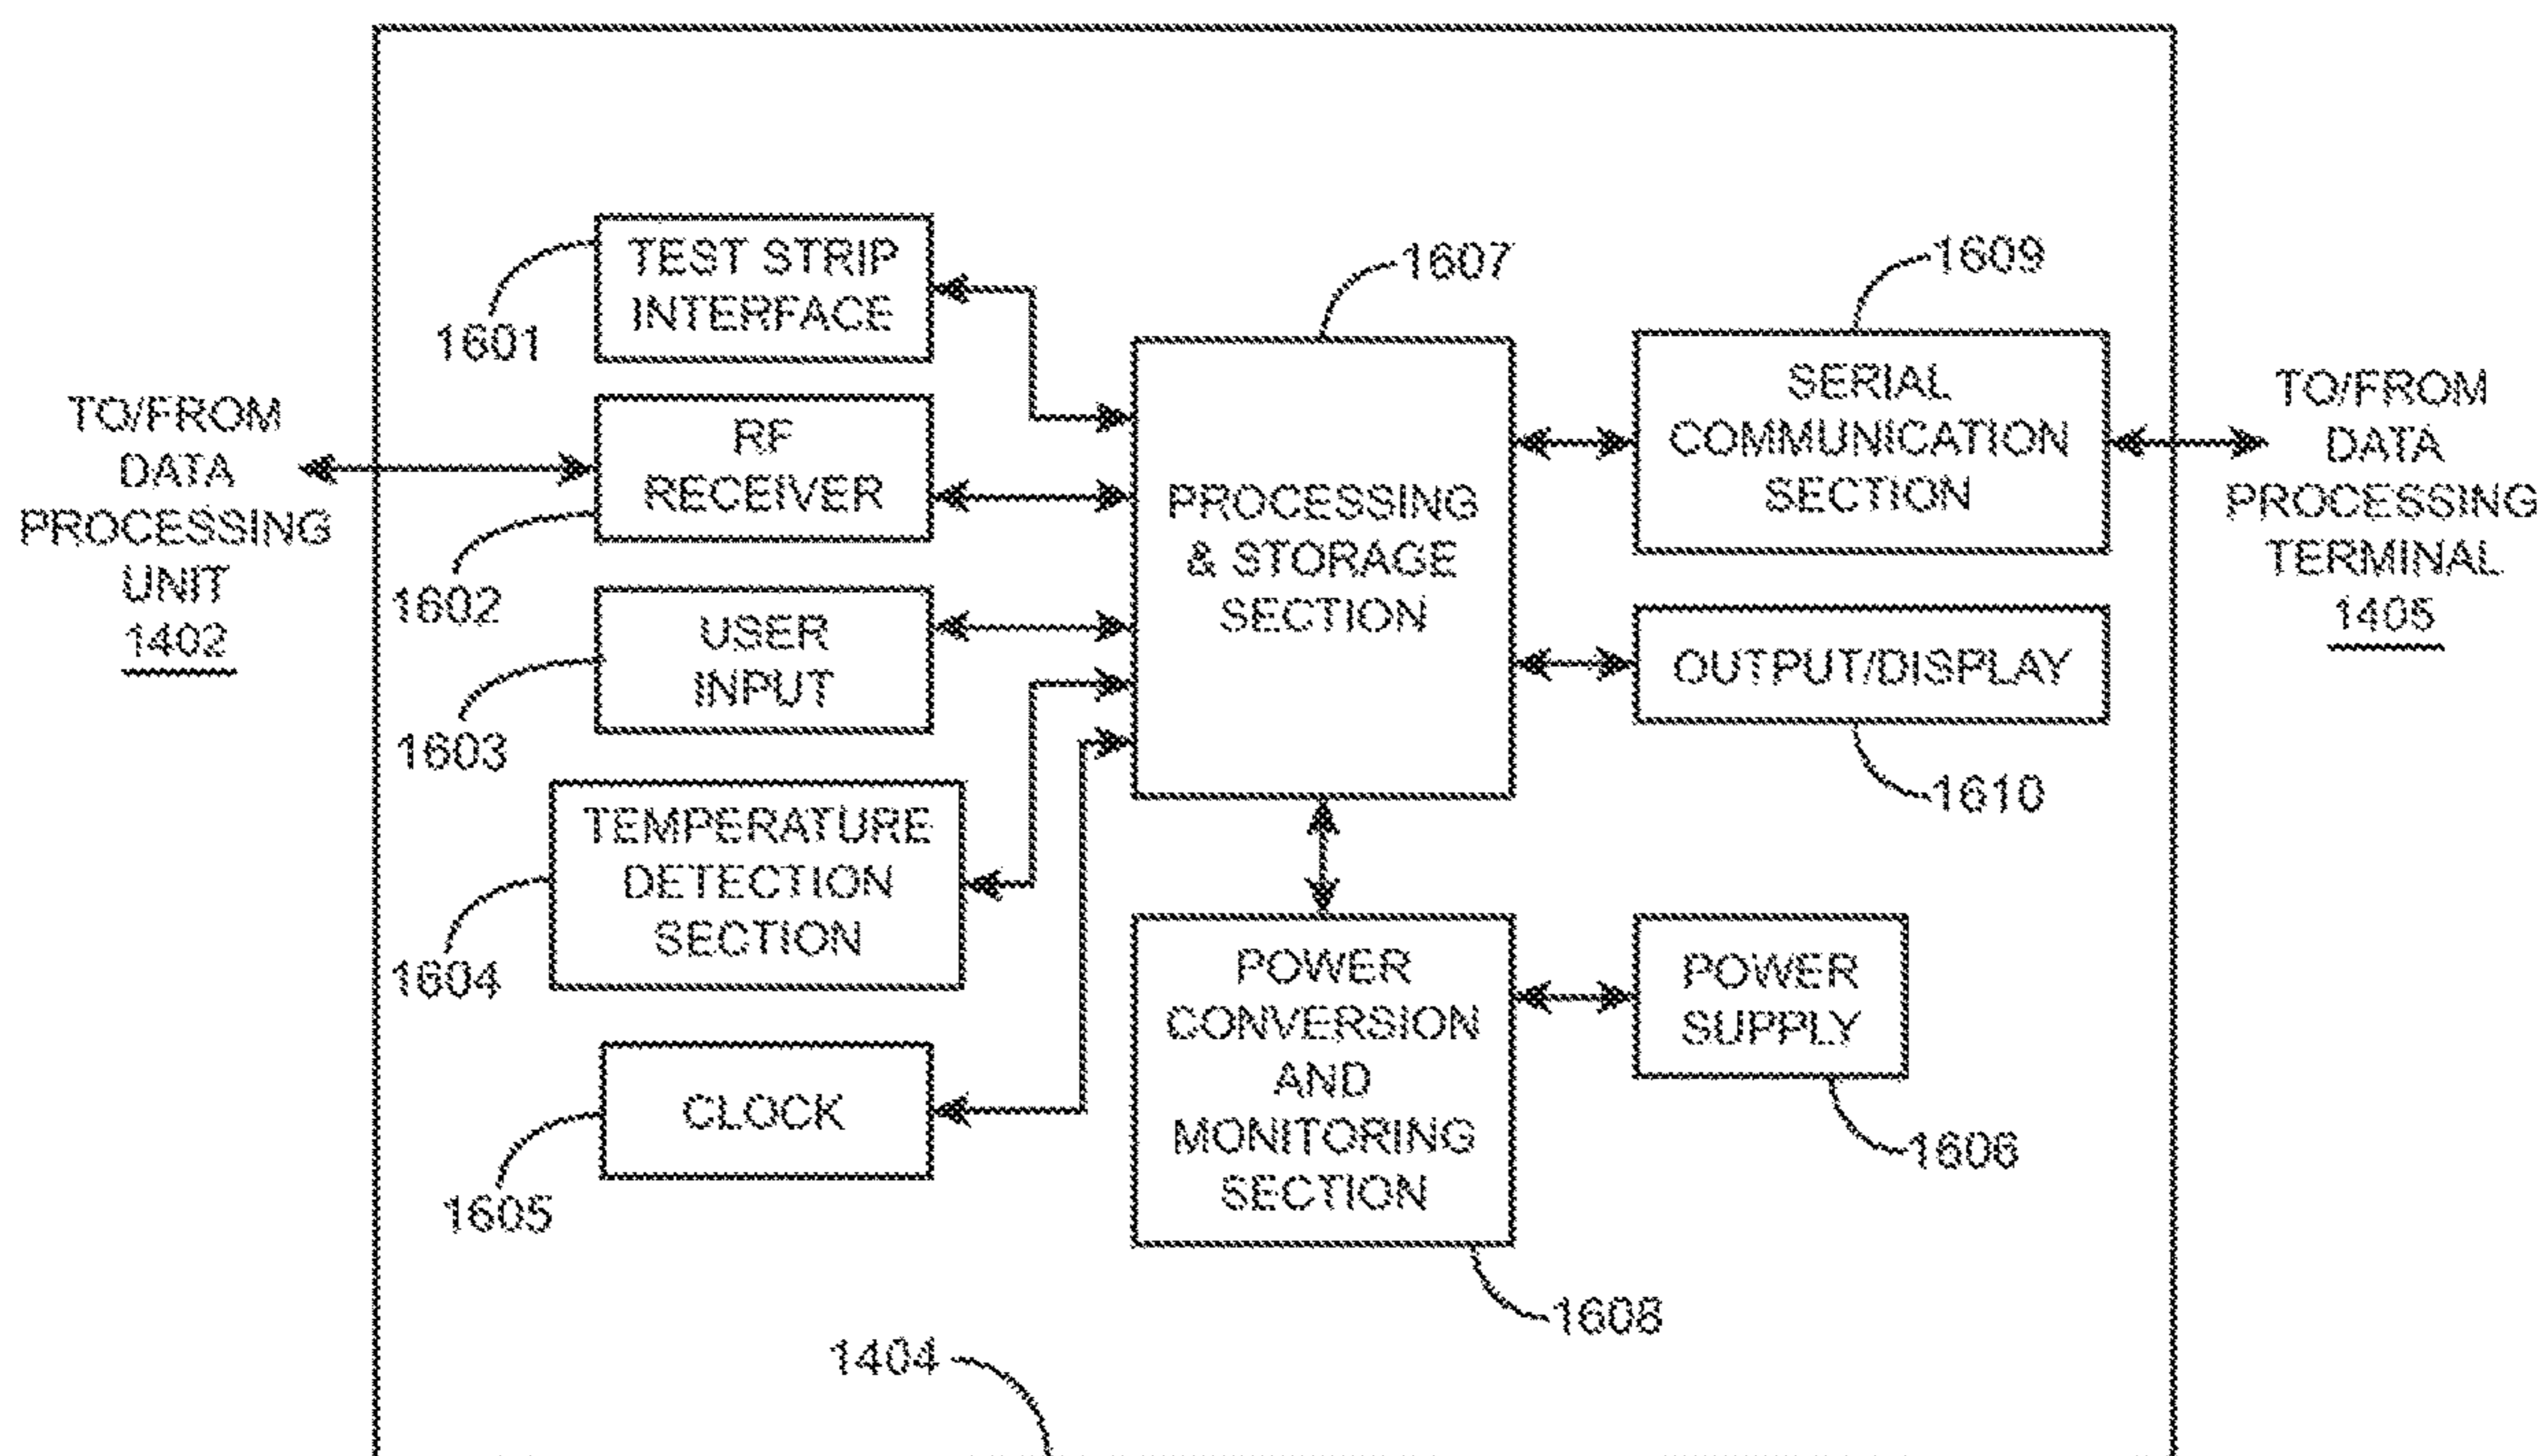 TO/FROM
DATA
PROCESSING
UNIT
1402
TEST STRIP
INTERFACE
1601
RF
RECEIVER
1602
USER
INPUT
1603
TEMPERATURE
DETECTION
SECTION
1604
CLOCK
1605
1607
PROCESSING
& STORAGE
SECTION
POWER
CONVERSION
AND
MONITORING
SECTION
1608
1609
SERIAL
COMMUNICATION
SECTION
OUTPUT/DISPLAY
1610
POWER
SUPPLY
1606
TO/FROM
DATA
PROCESSING
TERMINAL
1405
1404